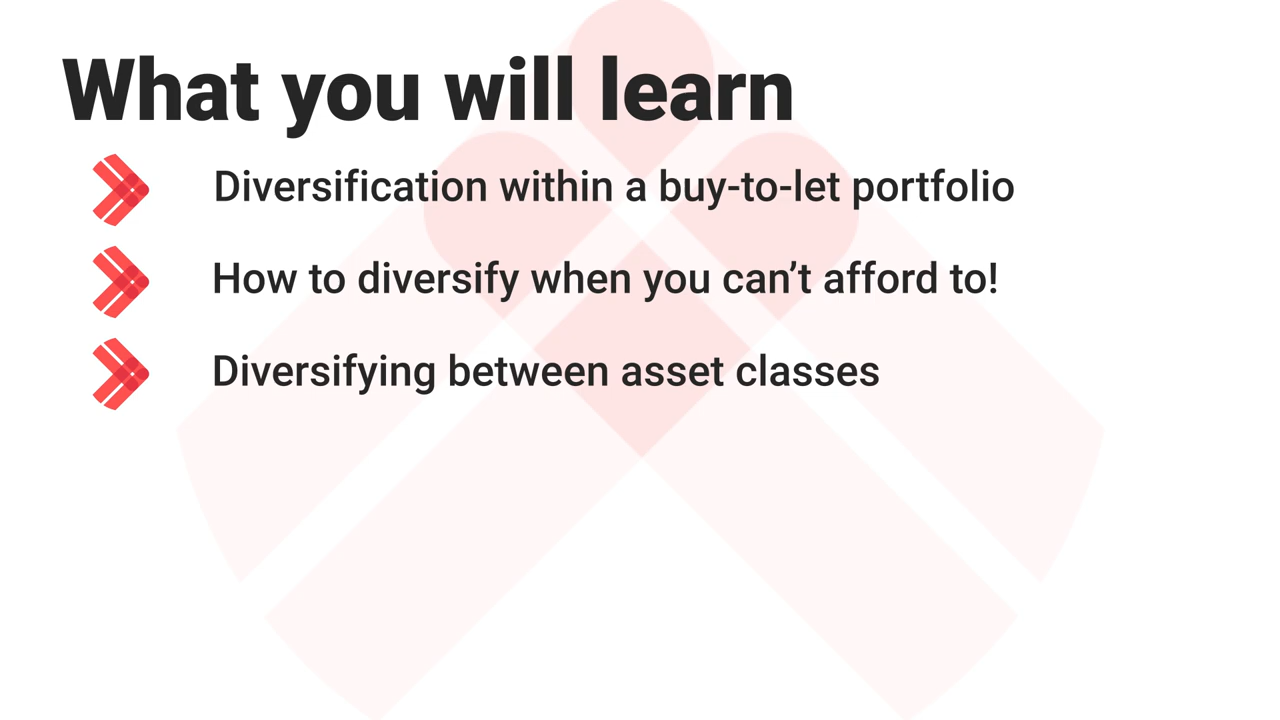 What you will learn
Diversification within a buy-to-let portfolio
How to diversify when you can’t afford to!
Diversifying between asset classes